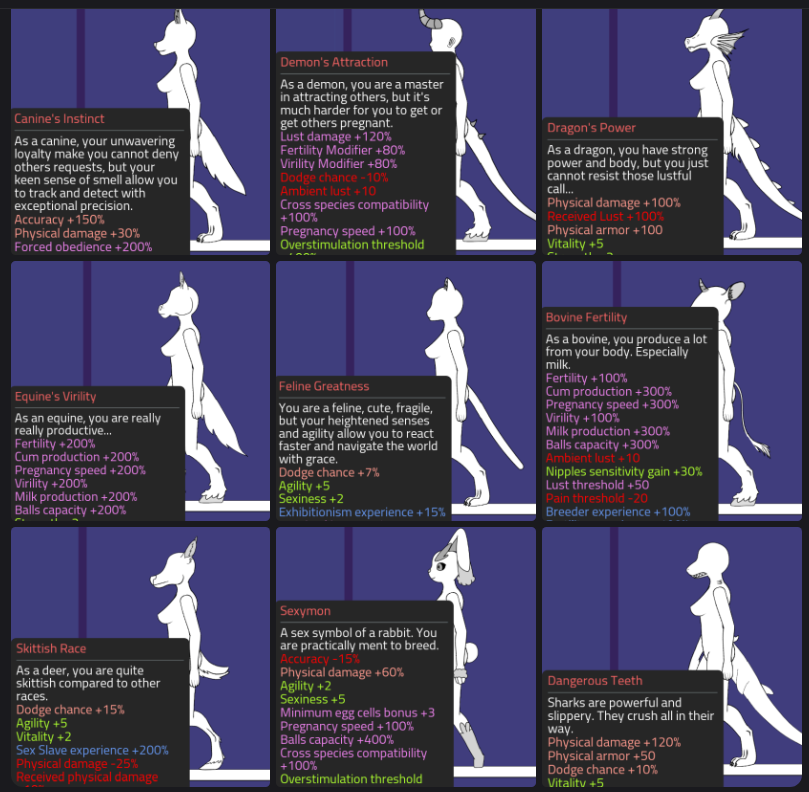 Canine's Instinct
As a canine, your unwavering
loyalty make you cannot deny
others requests, but your
keen sense of smell allow you
to track and detect with
exceptional precision.
Accuracy +150%
Physical damage +30%
Forced obedience +200%
Demon's Attraction
As a demon, you are a master
in attracting others, but it's
much harder for you to get or
get others pregnant.
Lust damage +120%
Fertility Modifier +80%
Virility Modifier +80%
Dodge chance -10%
Ambient lust +10
Cross species compatibility
+100%
Pregnancy speed +100%
Overstimulation threshold
Dragon's Power
As a dragon, you have strong
power and body, but you just
cannot resist those lustful
call...
Physical damage +100%
Received Lust +100%
Physical armor +100
Vitality +5
Equine's Virility
As an equine, you are really
really productive...
Fertility +200%
Cum production +200%
Pregnancy speed +200%
Virility +200%
Milk production +200%
Balls capacity +200%
Feline Greatness
You are a feline, cute, fragile,
but your heightened senses
and agility allow you to react
faster and navigate the world
with grace.
Dodge chance +7%
Agility +5
Sexiness +2
Exhibitionism experience +15%
Bovine Fertility
As a bovine, you produce a lot
from your body. Especially
milk.
Fertility +100%
Cum production +300%
Pregnancy speed +300%
Virility +100%
Milk production +300%
Balls capacity +300%
Ambient lust +10
Nipples sensitivity gain +30%
Lust threshold +50
Pain threshold -20
Breeder experience +100%
Skittish Race
As a deer, you are quite
skittish compared to other
races.
Dodge chance +15%
Agility +5
Vitality +2
Sex Slave experience +200%
Physical damage -25%
Received physical damage
Sexymon
A sex symbol of a rabbit. You
are practically ment to breed.
Accuracy -15%
Physical damage +60%
Agility +2
Sexiness +5
Minimum egg cells bonus +3
Pregnancy speed +100%
Balls capacity +400%
Cross species compatibility
+100%
Overstimulation threshold
Dangerous Teeth
Sharks are powerful and
slippery. They crush all in their
way.
Physical damage +120%
Physical armor +50
Dodge chance +10%
Vitality +5